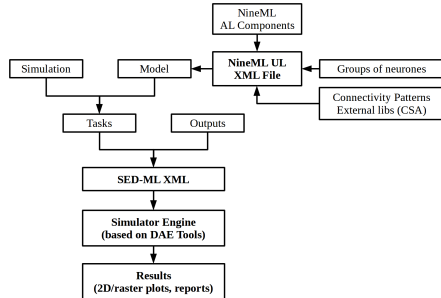 NineML
AL Components
Simulation
Model
NineML UL
XML File
Groups of neurones
Connectivity Patterns
External libs (CSA)
Tasks
Outputs
SED-ML XML
Simulator Engine
(based on DAE Tools)
Results
(2D/raster plots, reports)